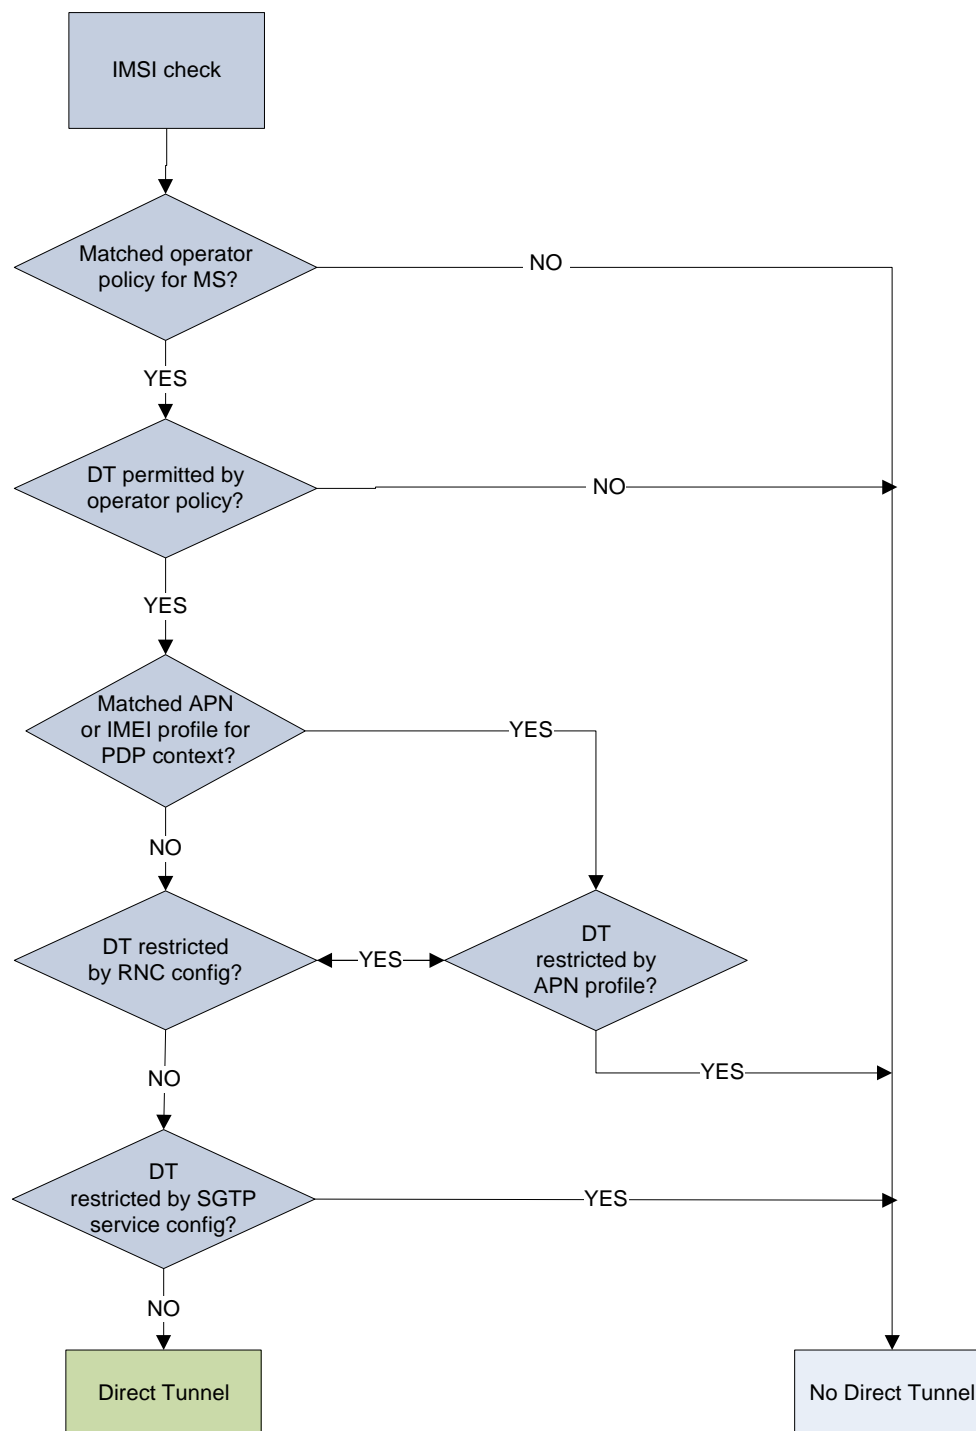 IMSI check
Matched operator
policy for MS?
NO
YES
DT permitted by
operator policy?
NO
YES
Matched APN
or IMEI profile for
PDP context?
YES
NO
DT restricted
by RNC config?
YES
DT
restricted by
APN profile?
NO
YES
DT
restricted by SGTP
service config?
YES
NO
Direct Tunnel
No Direct Tunnel